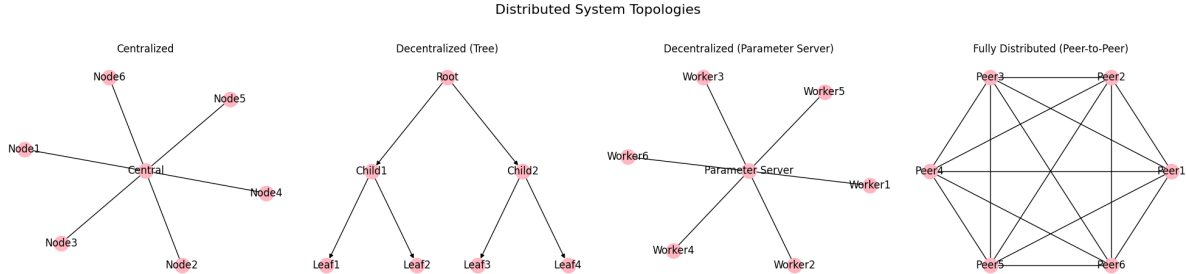 Distributed System Topologies
Centralized
Node6
Node5
Node1
Central
Node4
Node3
Node2
Decentralized (Tree)
Root
Child1
Child2
Leaf1
Leaf2
Leaf3
Leaf4
Decentralized (Parameter Server)
Worker3
Worker5
Worker6
Parameter Server
Worker1
Worker4
Worker2
Fully Distributed (Peer-to-Peer)
Peer3
Peer2
Peer4
Peer1
Peer5
Peer6